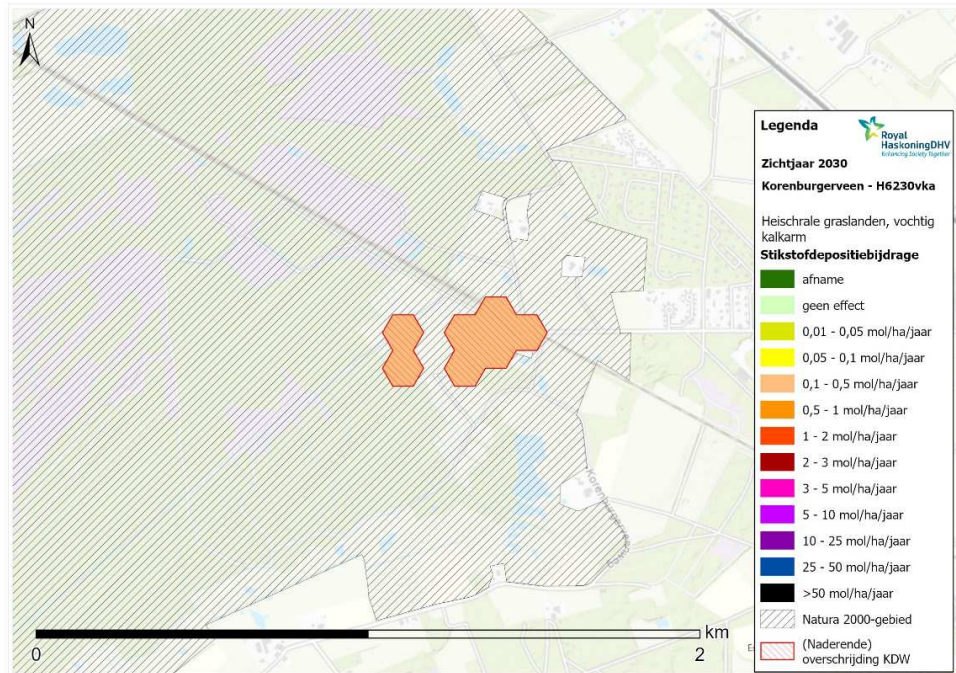 N
Legenda
Royal
HaskoningDHV
Enhancing Society Together
Zichtjaar 2030
Korenburgerveen - H6230vka
Heischrale graslanden, vochtig
kalkarm
Stikstofdepositiebijdrage
afname
geen effect
0,01 - 0,05 mol/ha/jaar
0,05 - 0,1 mol/ha/jaar
0,1 - 0,5 mol/ha/jaar
0,5 - 1 mol/ha/jaar
1 - 2 mol/ha/jaar
2 - 3 mol/ha/jaar
3 - 5 mol/ha/jaar
5 - 10 mol/ha/jaar
10 - 25 mol/ha/jaar
25 - 50 mol/ha/jaar
>50 mol/ha/jaar
Natura 2000-gebied
(Naderende)
overschrijding KDW
km
0
2